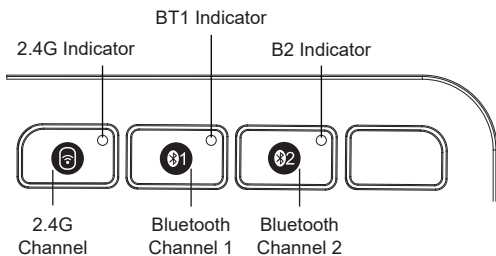 BT1 Indicator
2.4G Indicator
B2 Indicator
1
2
2.4G
Channel
Bluetooth
Channel 1
Bluetooth
Channel 2